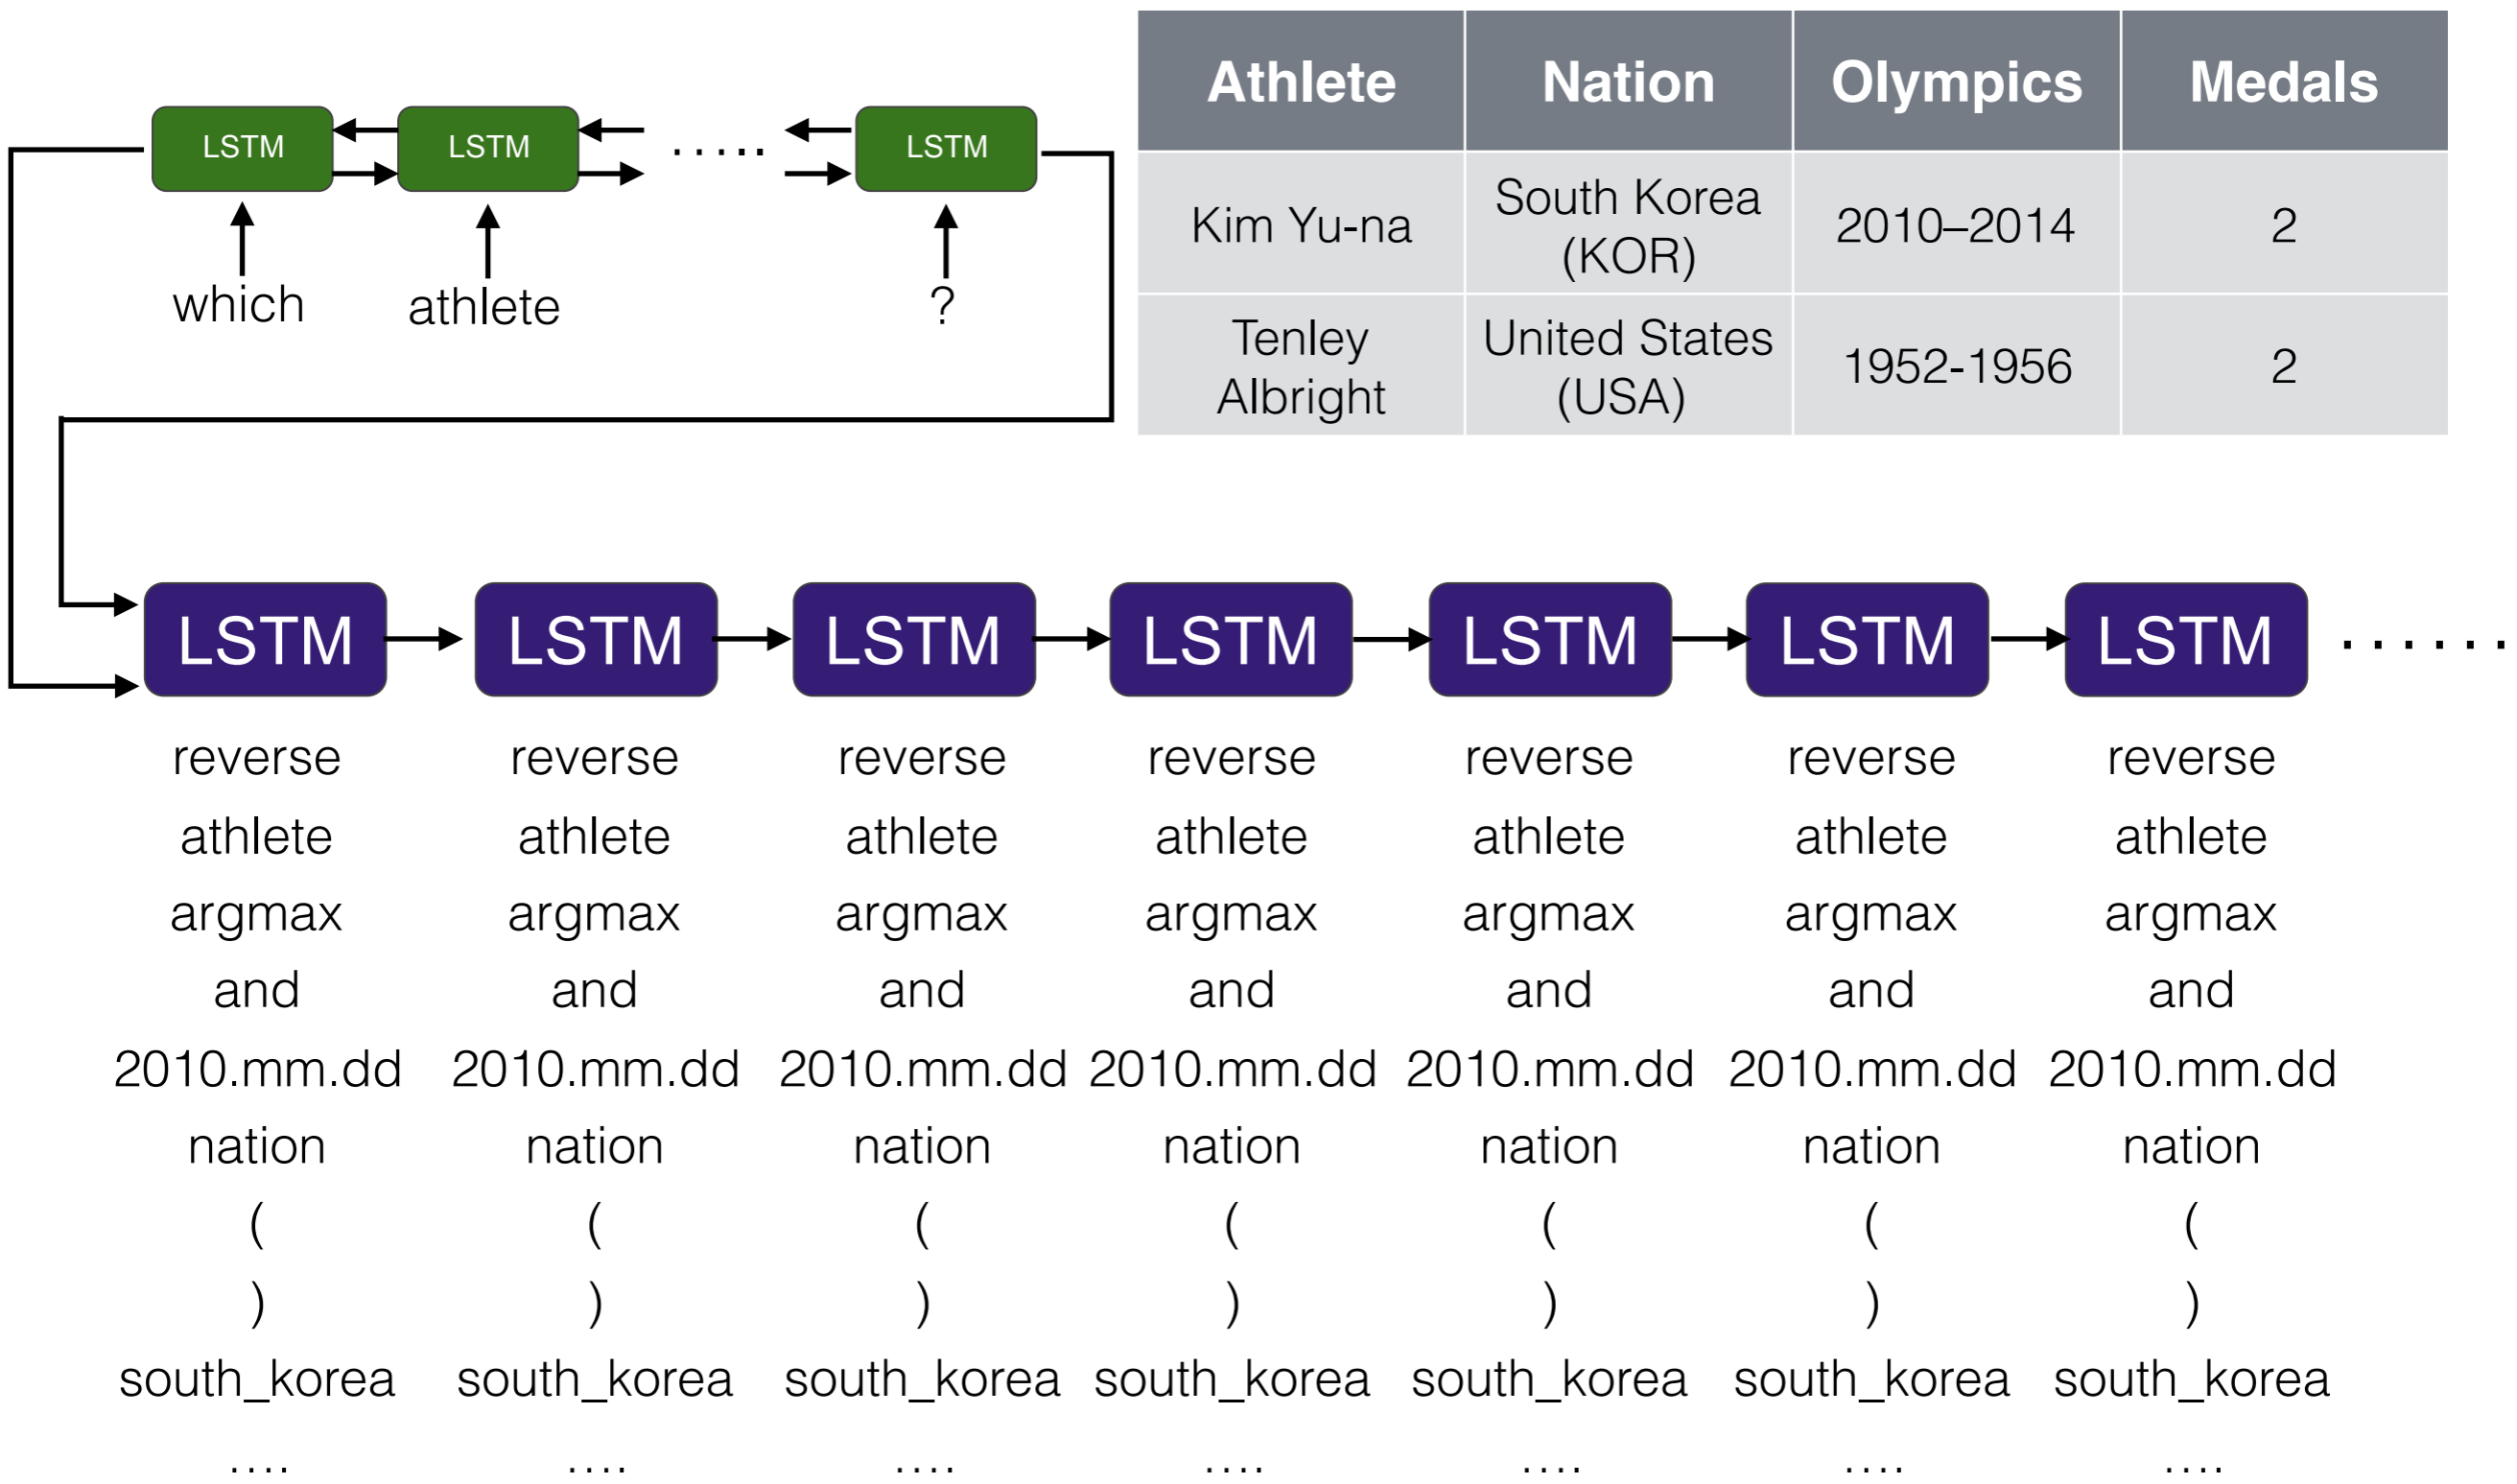 LSTM LSTM ..... LSTM
which athlete ?
Athlete Nation Olympics Medals
Kim Yu-na South Korea (KOR) 2010–2014 2
Tenley Albright United States (USA) 1952-1956 2
LSTM LSTM LSTM LSTM LSTM LSTM LSTM ......
reverse reverse reverse reverse reverse reverse reverse
athlete athlete athlete athlete athlete athlete athlete
argmax argmax argmax argmax argmax argmax argmax
and and and and and and and
2010.mm.dd 2010.mm.dd 2010.mm.dd 2010.mm.dd 2010.mm.dd 2010.mm.dd 2010.mm.dd
nation nation nation nation nation nation nation
( ( ( ( ( ( (
) ) ) ) ) ) )
south_korea south_korea south_korea south_korea south_korea south_korea south_korea
.... .... .... .... .... .... ....